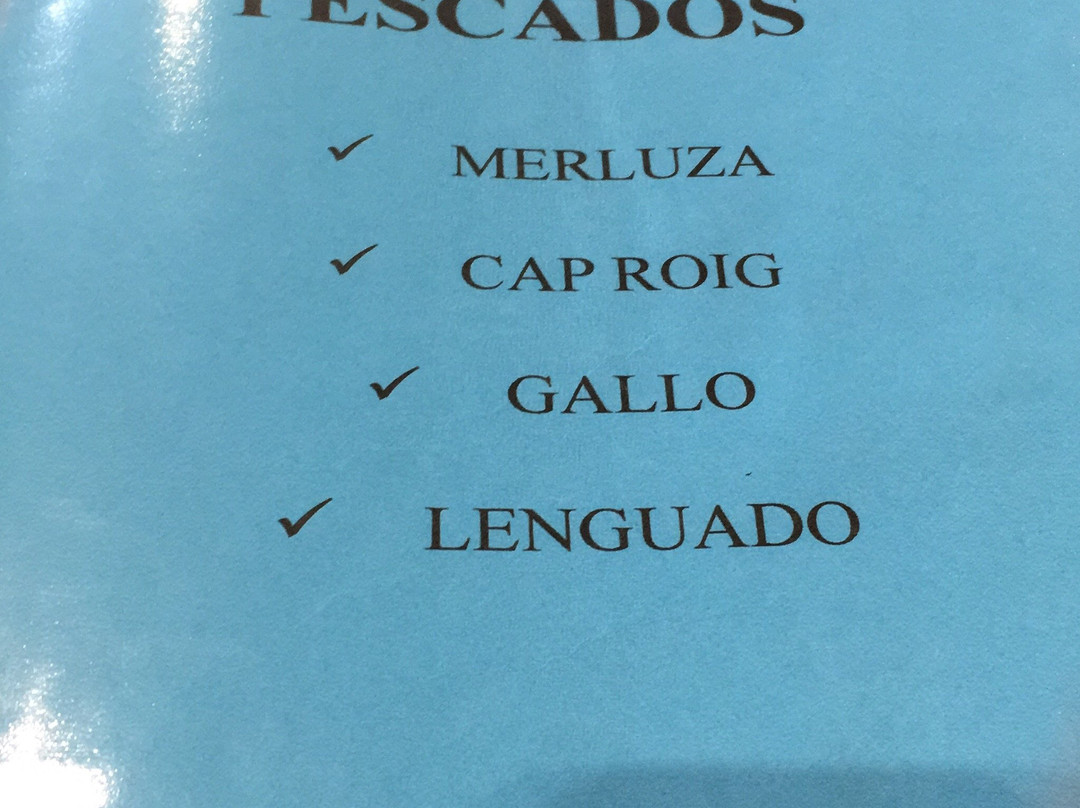 PESCADOS
✓ MERLUZA
✓ CAP ROIG
✓ GALLO
✓ LENGUADO